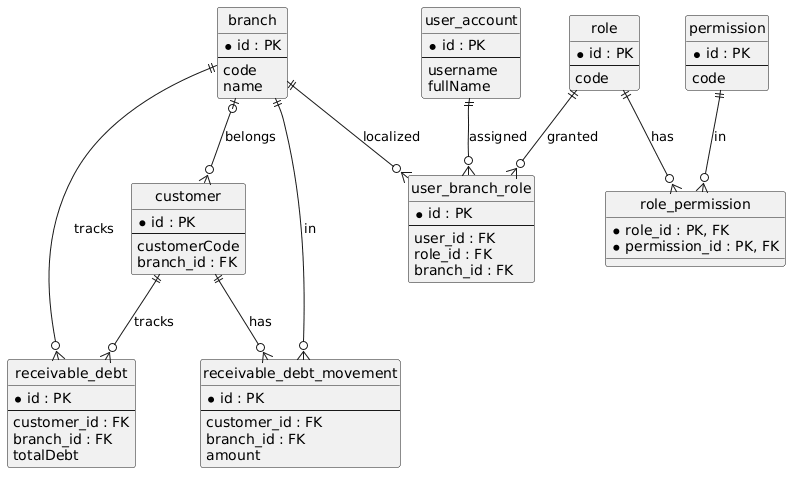 branch
* id : PK
code
name
user_account
* id : PK
username
fullName
role
* id : PK
code
permission
* id : PK
code
belongs
localized
assigned
granted
has
in
customer
* id : PK
customerCode
branch_id : FK
user_branch_role
* id : PK
user_id : FK
role_id : FK
branch_id : FK
role_permission
* role_id : PK, FK
* permission_id : PK, FK
tracks
in
tracks
has
receivable_debt
* id : PK
customer_id : FK
branch_id : FK
totalDebt
receivable_debt_movement
* id : PK
customer_id : FK
branch_id : FK
amount